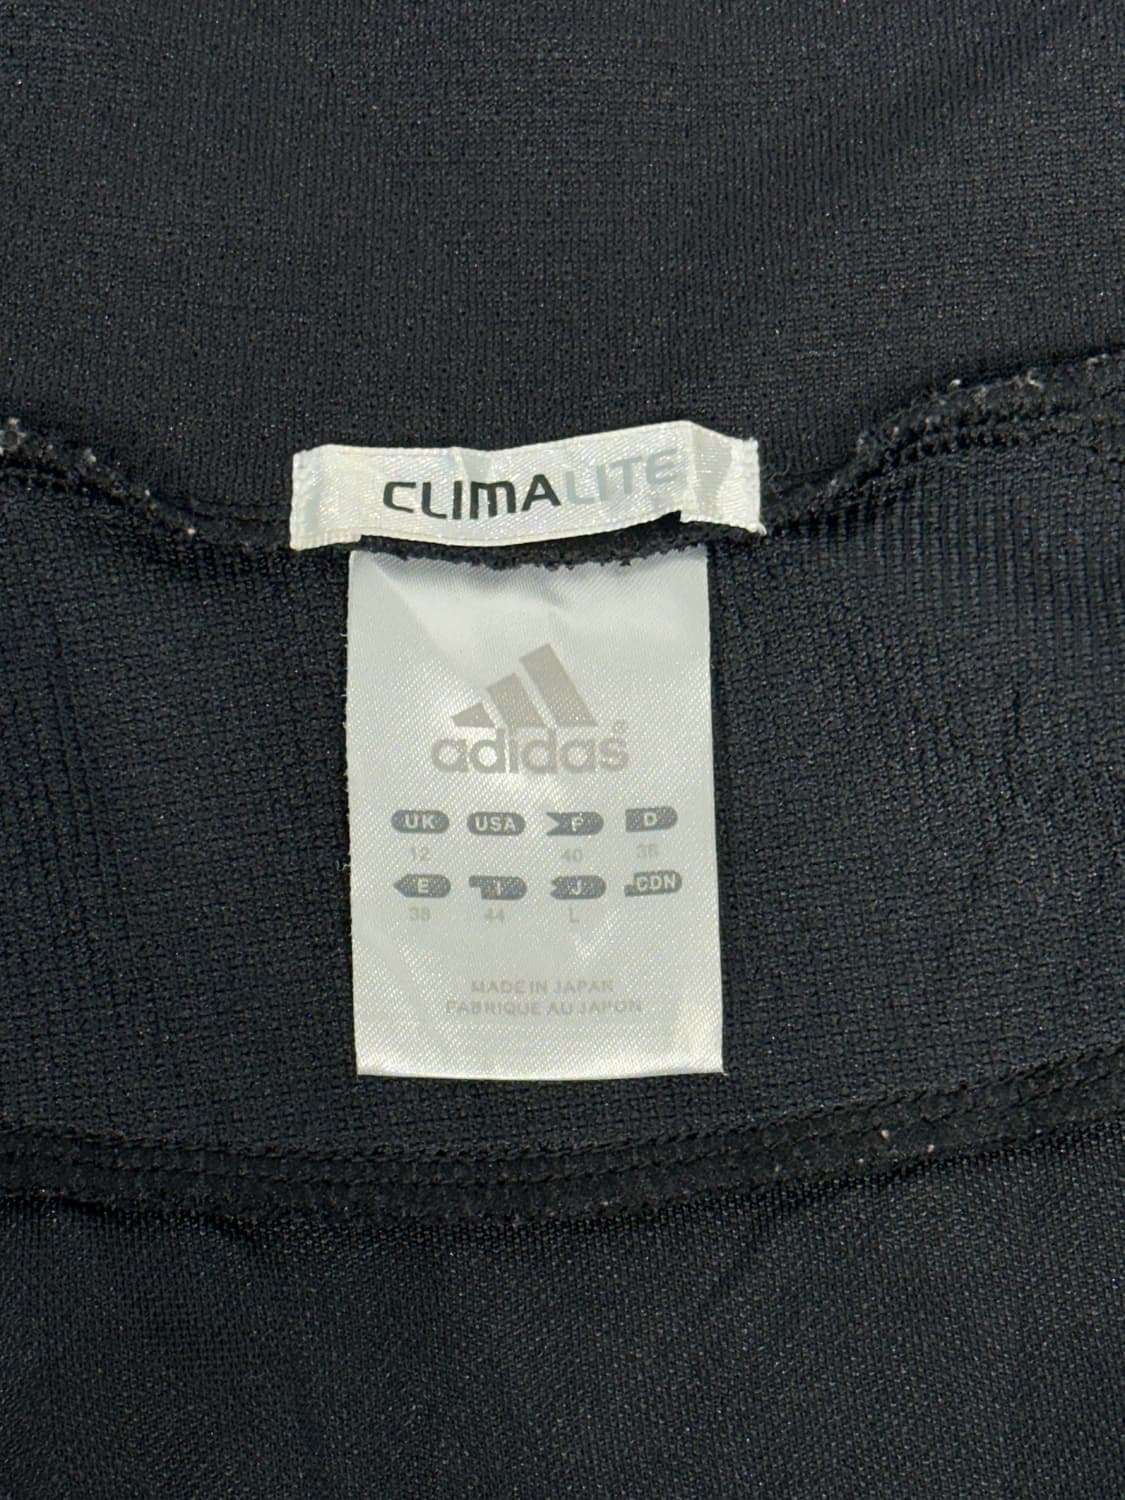 CLIMALITE
adidas®
UK USA F D
12 40 38
E I J CDN
38 44 L
MADE IN JAPAN
FABRIQUE AU JAPON